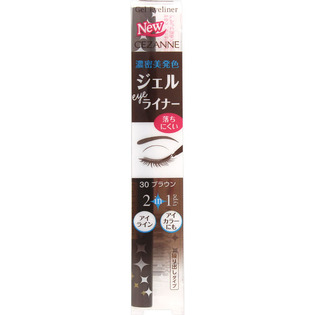 Gel Eyeliner
New
CEZANNE
濃密美発色
ジェル
eye
ライナー
落ち
にくい
30 ブラウン
2-in-1 type
アイ
ライン
アイ
カラーにも